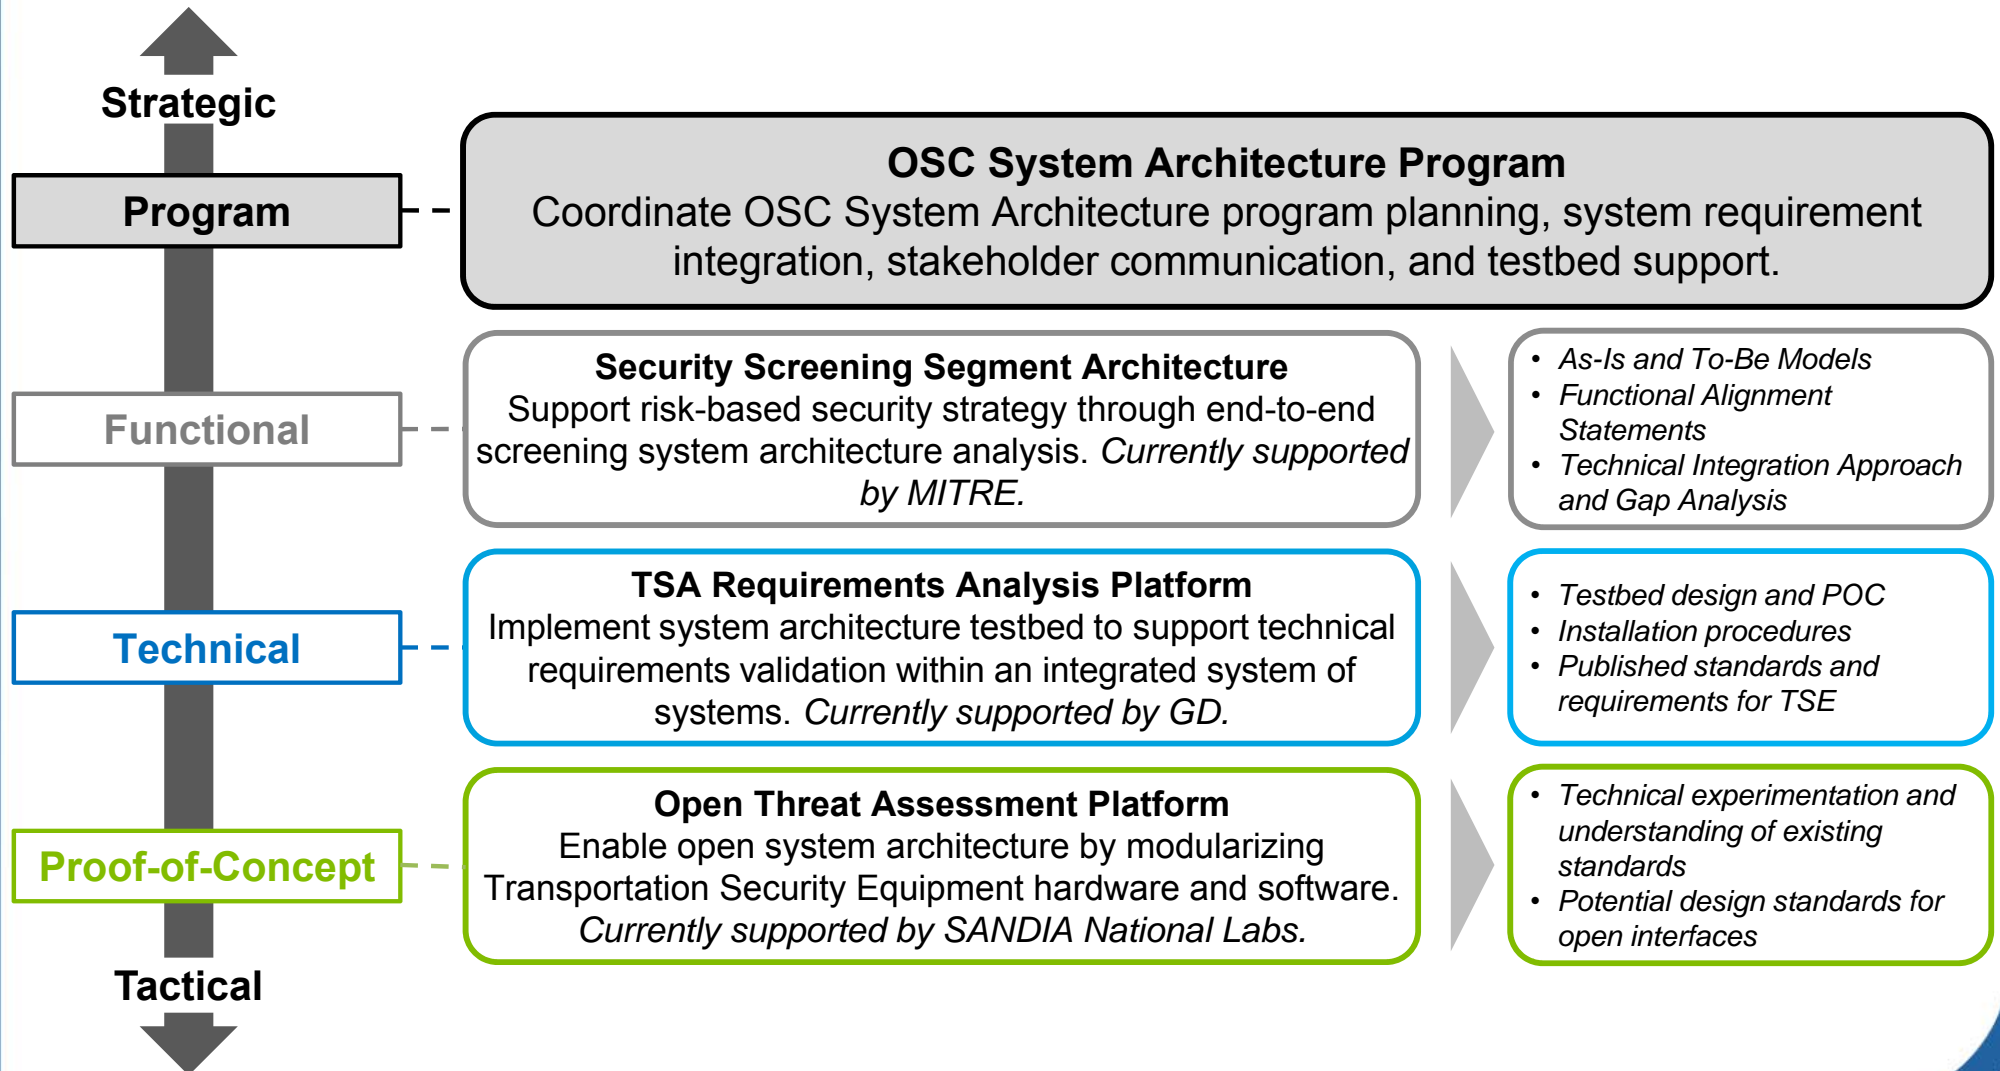 Strategic
Program
OSC System Architecture Program
Coordinate OSC System Architecture program planning, system requirement
integration, stakeholder communication, and testbed support.
Functional
Security Screening Segment Architecture
Support risk-based security strategy through end-to-end
screening system architecture analysis. Currently supported
by MITRE.
• As-Is and To-Be Models
• Functional Alignment
Statements
• Technical Integration Approach
and Gap Analysis
Technical
TSA Requirements Analysis Platform
Implement system architecture testbed to support technical
requirements validation within an integrated system of
systems. Currently supported by GD.
• Testbed design and POC
• Installation procedures
• Published standards and
requirements for TSE
Proof-of-Concept
Open Threat Assessment Platform
Enable open system architecture by modularizing
Transportation Security Equipment hardware and software.
Currently supported by SANDIA National Labs.
• Technical experimentation and
understanding of existing
standards
• Potential design standards for
open interfaces
Tactical